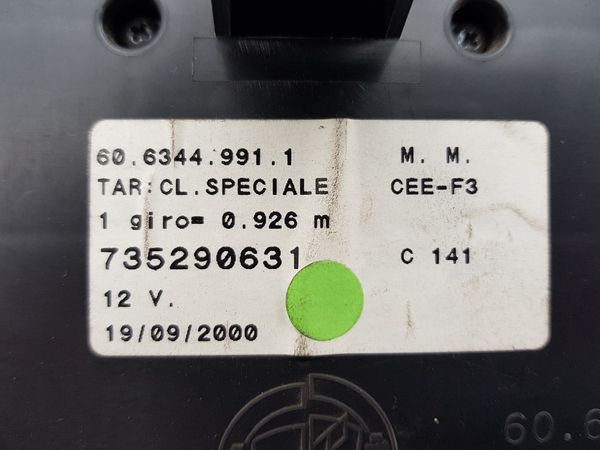 60.6344.991.1 M. M.
TAR:CL.SPECIALE CEE-F3
1 giro= 0.926 m
735290631 C 141
12 V.
19/09/2000
60.6